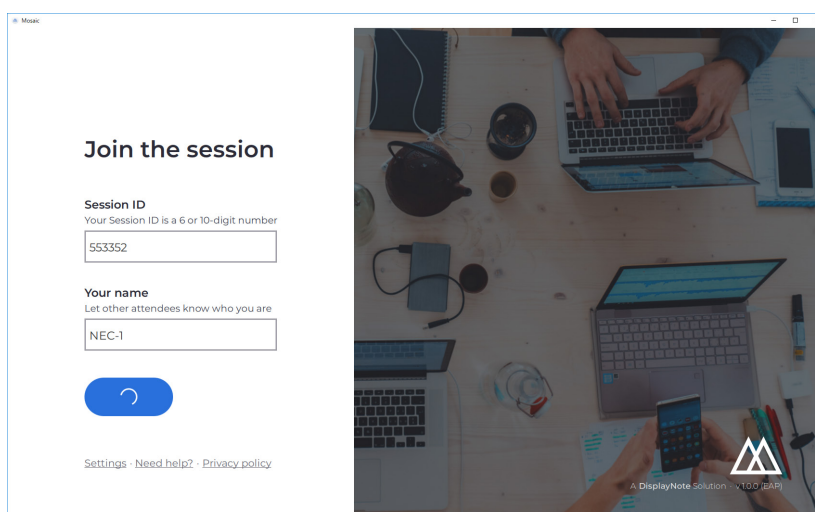 Mosaic
Join the session
Session ID
Your Session ID is a 6 or 10-digit number
553352
Your name
Let other attendees know who you are
NEC-1
Settings · Need help? · Privacy policy
A DisplayNote Solution - v1.0.0 (EAP)